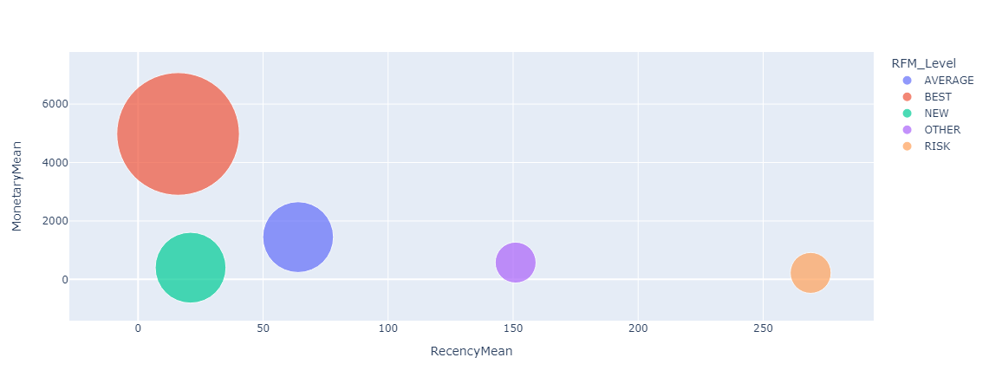 RFM_Level
AVERAGE
BEST
NEW
OTHER
RISK
MonetaryMean
6000
4000
2000
0
0 50 100 150 200 250
RecencyMean